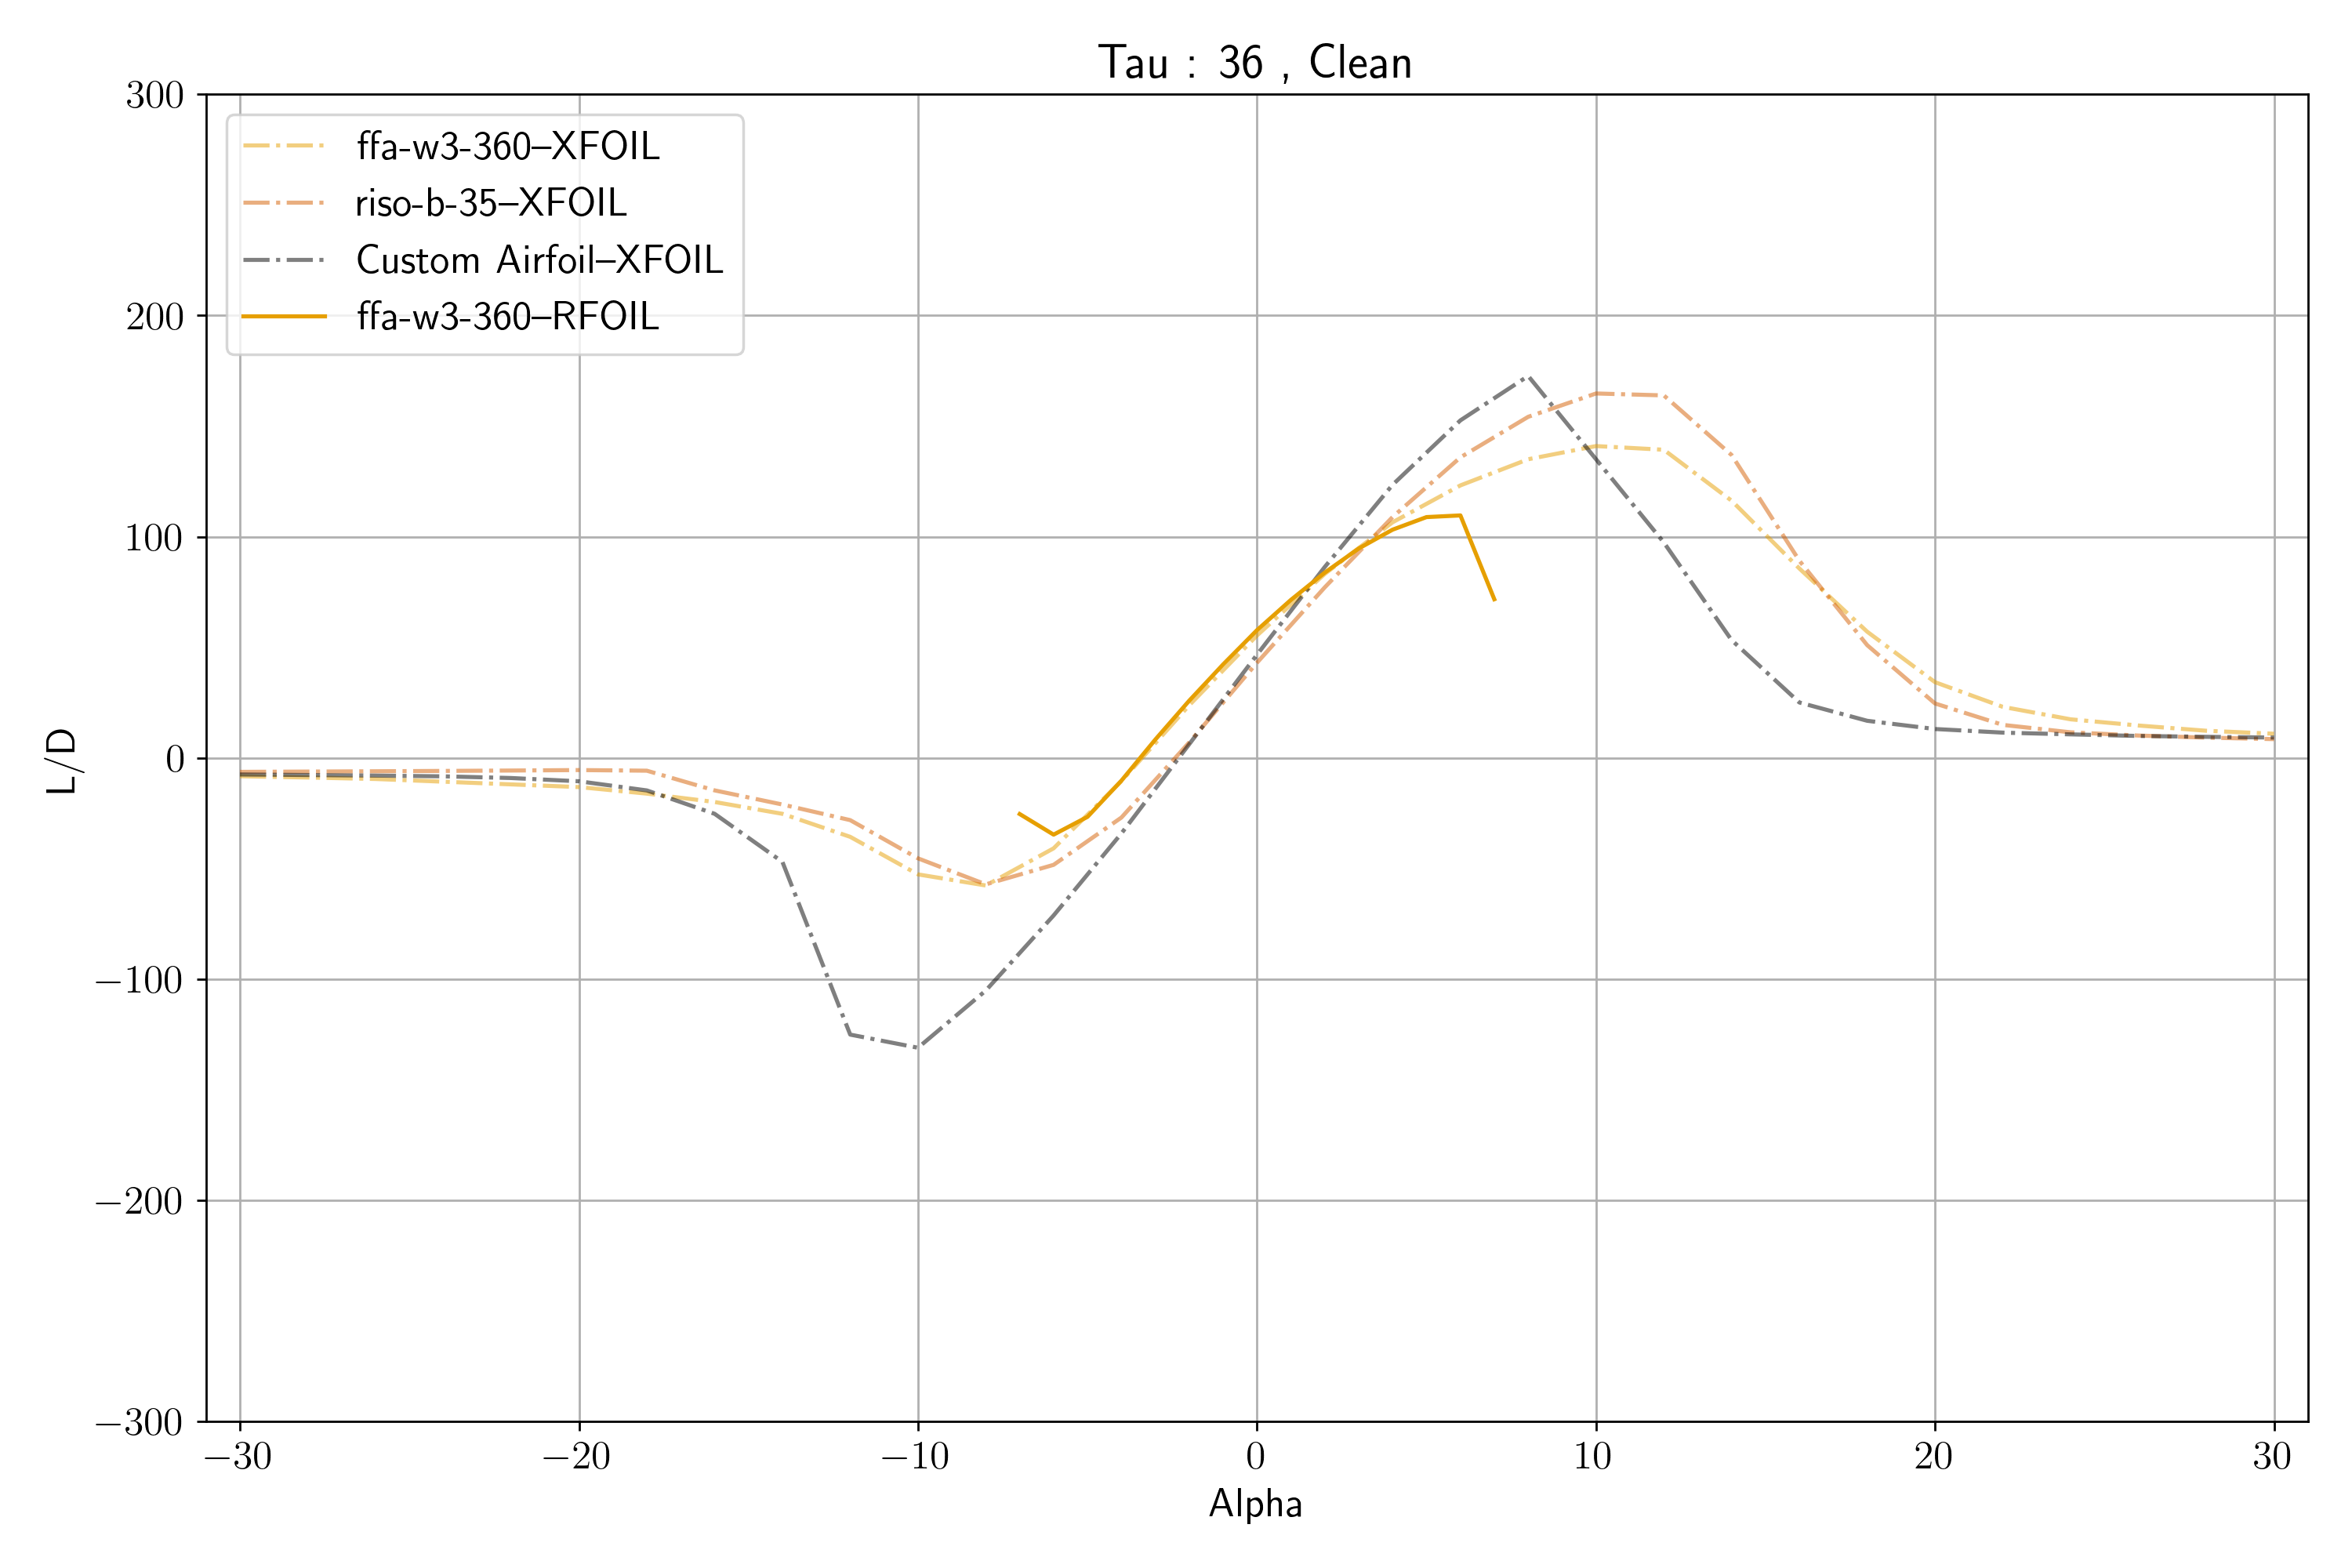 Tau : 36 , Clean
300
ffa-w3-360–XFOIL
riso-b-35–XFOIL
Custom Airfoil–XFOIL
ffa-w3-360–RFOIL
200
100
0
−100
−200
−300
L/D
−30 −20 −10 0 10 20 30
Alpha